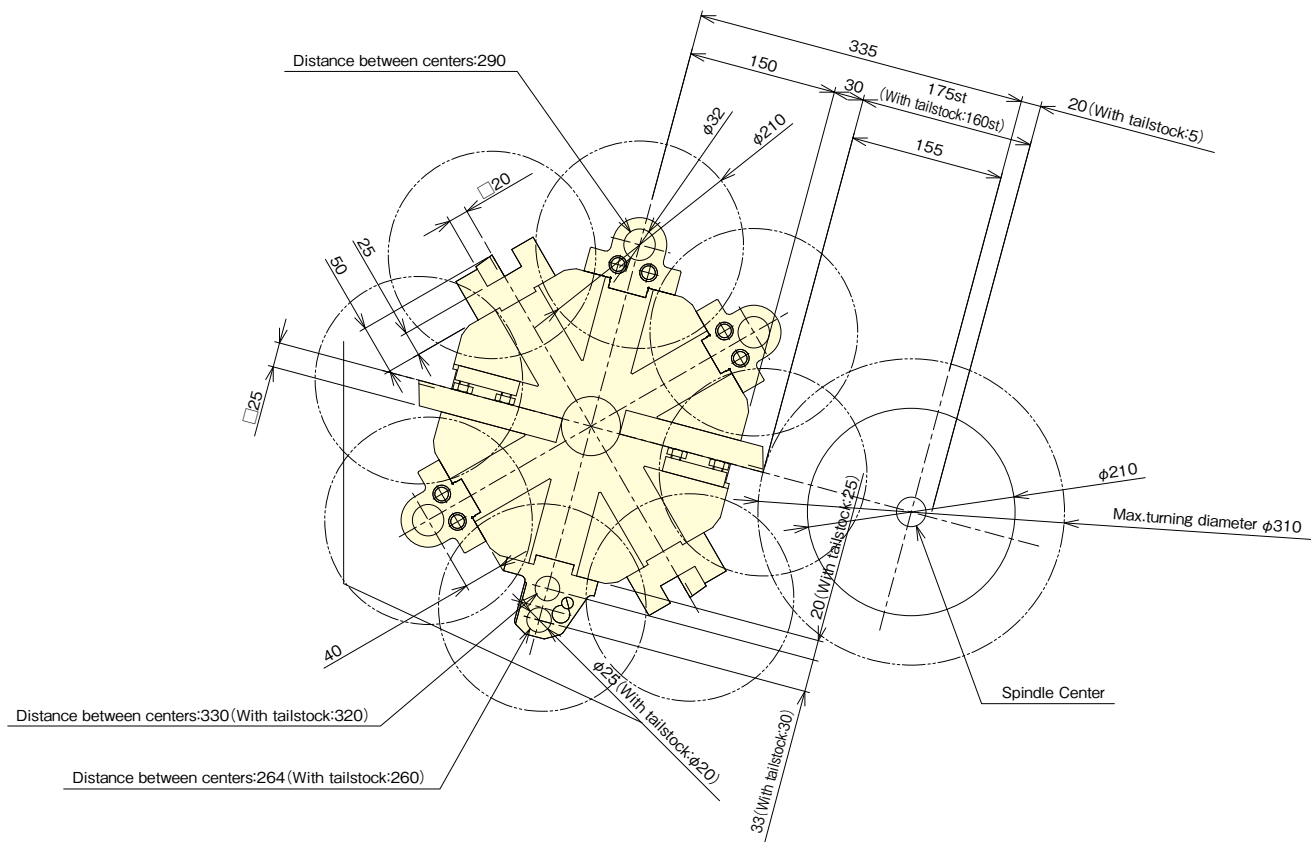 335
150
30
175st
(With tailstock:160st)
20(With tailstock:5)
155
Distance between centers:290
φ32
φ210
□20
25
50
□25
φ210
Max.turning diameter φ310
20(With tailstock:25)
40
φ25(With tailstock:φ20)
33(With tailstock:30)
Spindle Center
Distance between centers:330(With tailstock:320)
Distance between centers:264(With tailstock:260)